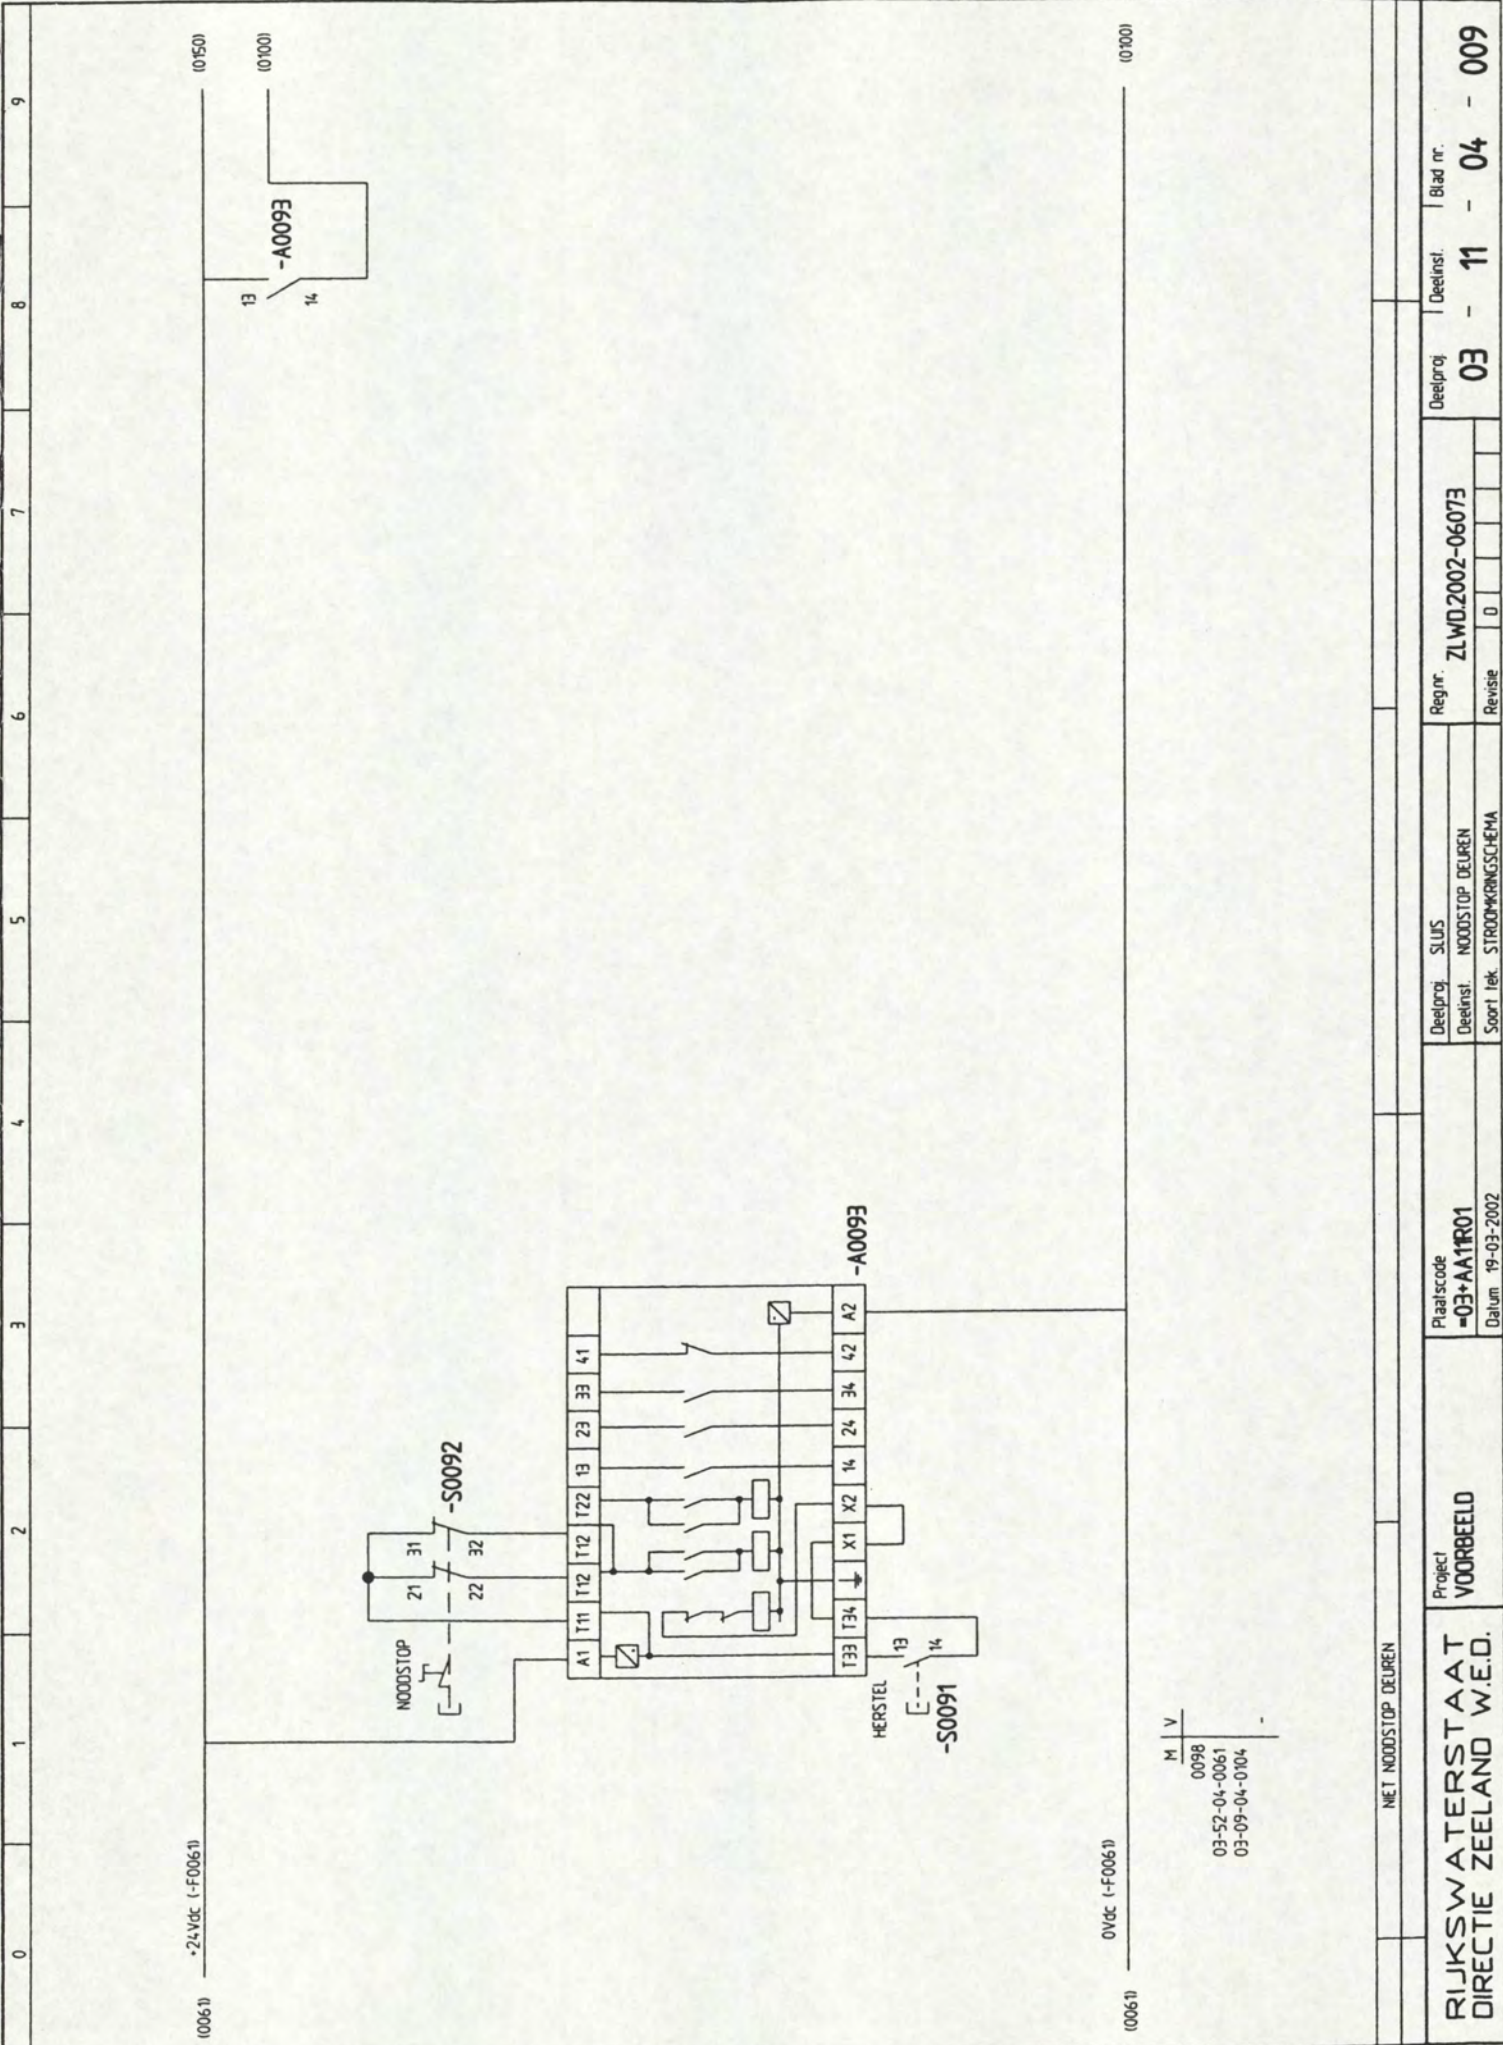 0 1 2 3 4 5 6 7 8 9
(0061) +24Vdc (-F0061) (0150)
(0100)
13
14
-A0093
NOODSTOP
21 31
22 32
-S0092
A1 T11 T12 T12 T22 13 23 33 41
T33 T34 X1 X2 14 24 34 42 A2
-A0093
HERSTEL
13
14
-S0091
(0061) 0Vdc (-F0061) (0100)
M V
0098
03-52-04-0061
03-09-04-0104 -
NIET NOODSTOP DEUREN
RIJKSWATERSTAAT
DIRECTIE ZEELAND W.E.D.
Project
VOORBEELD
Plaatscode
=03+AA11R01
Datum 19-03-2002
Deelproj. SLUIS
Deelinst. NOODSTOP DEUREN
Soort tek. STROOMKRINGSCHEMA
Reg.nr. ZLWD.2002-06073
Revisie 0
Deelproj. Deelinst. Blad nr.
03 - 11 - 04 - 009